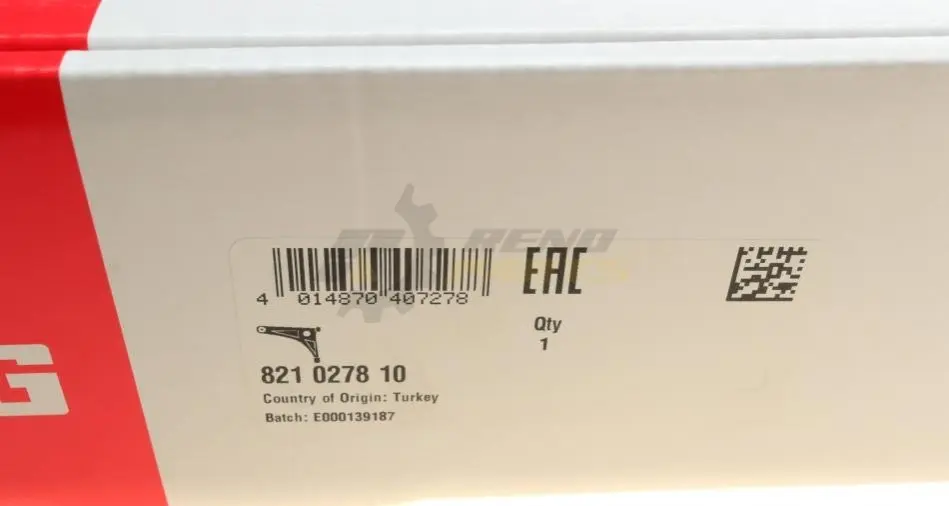 RENO
4 014870 407278
EAC
Qty
1
821 0278 10
Country of Origin: Turkey
Batch: E000139187
G